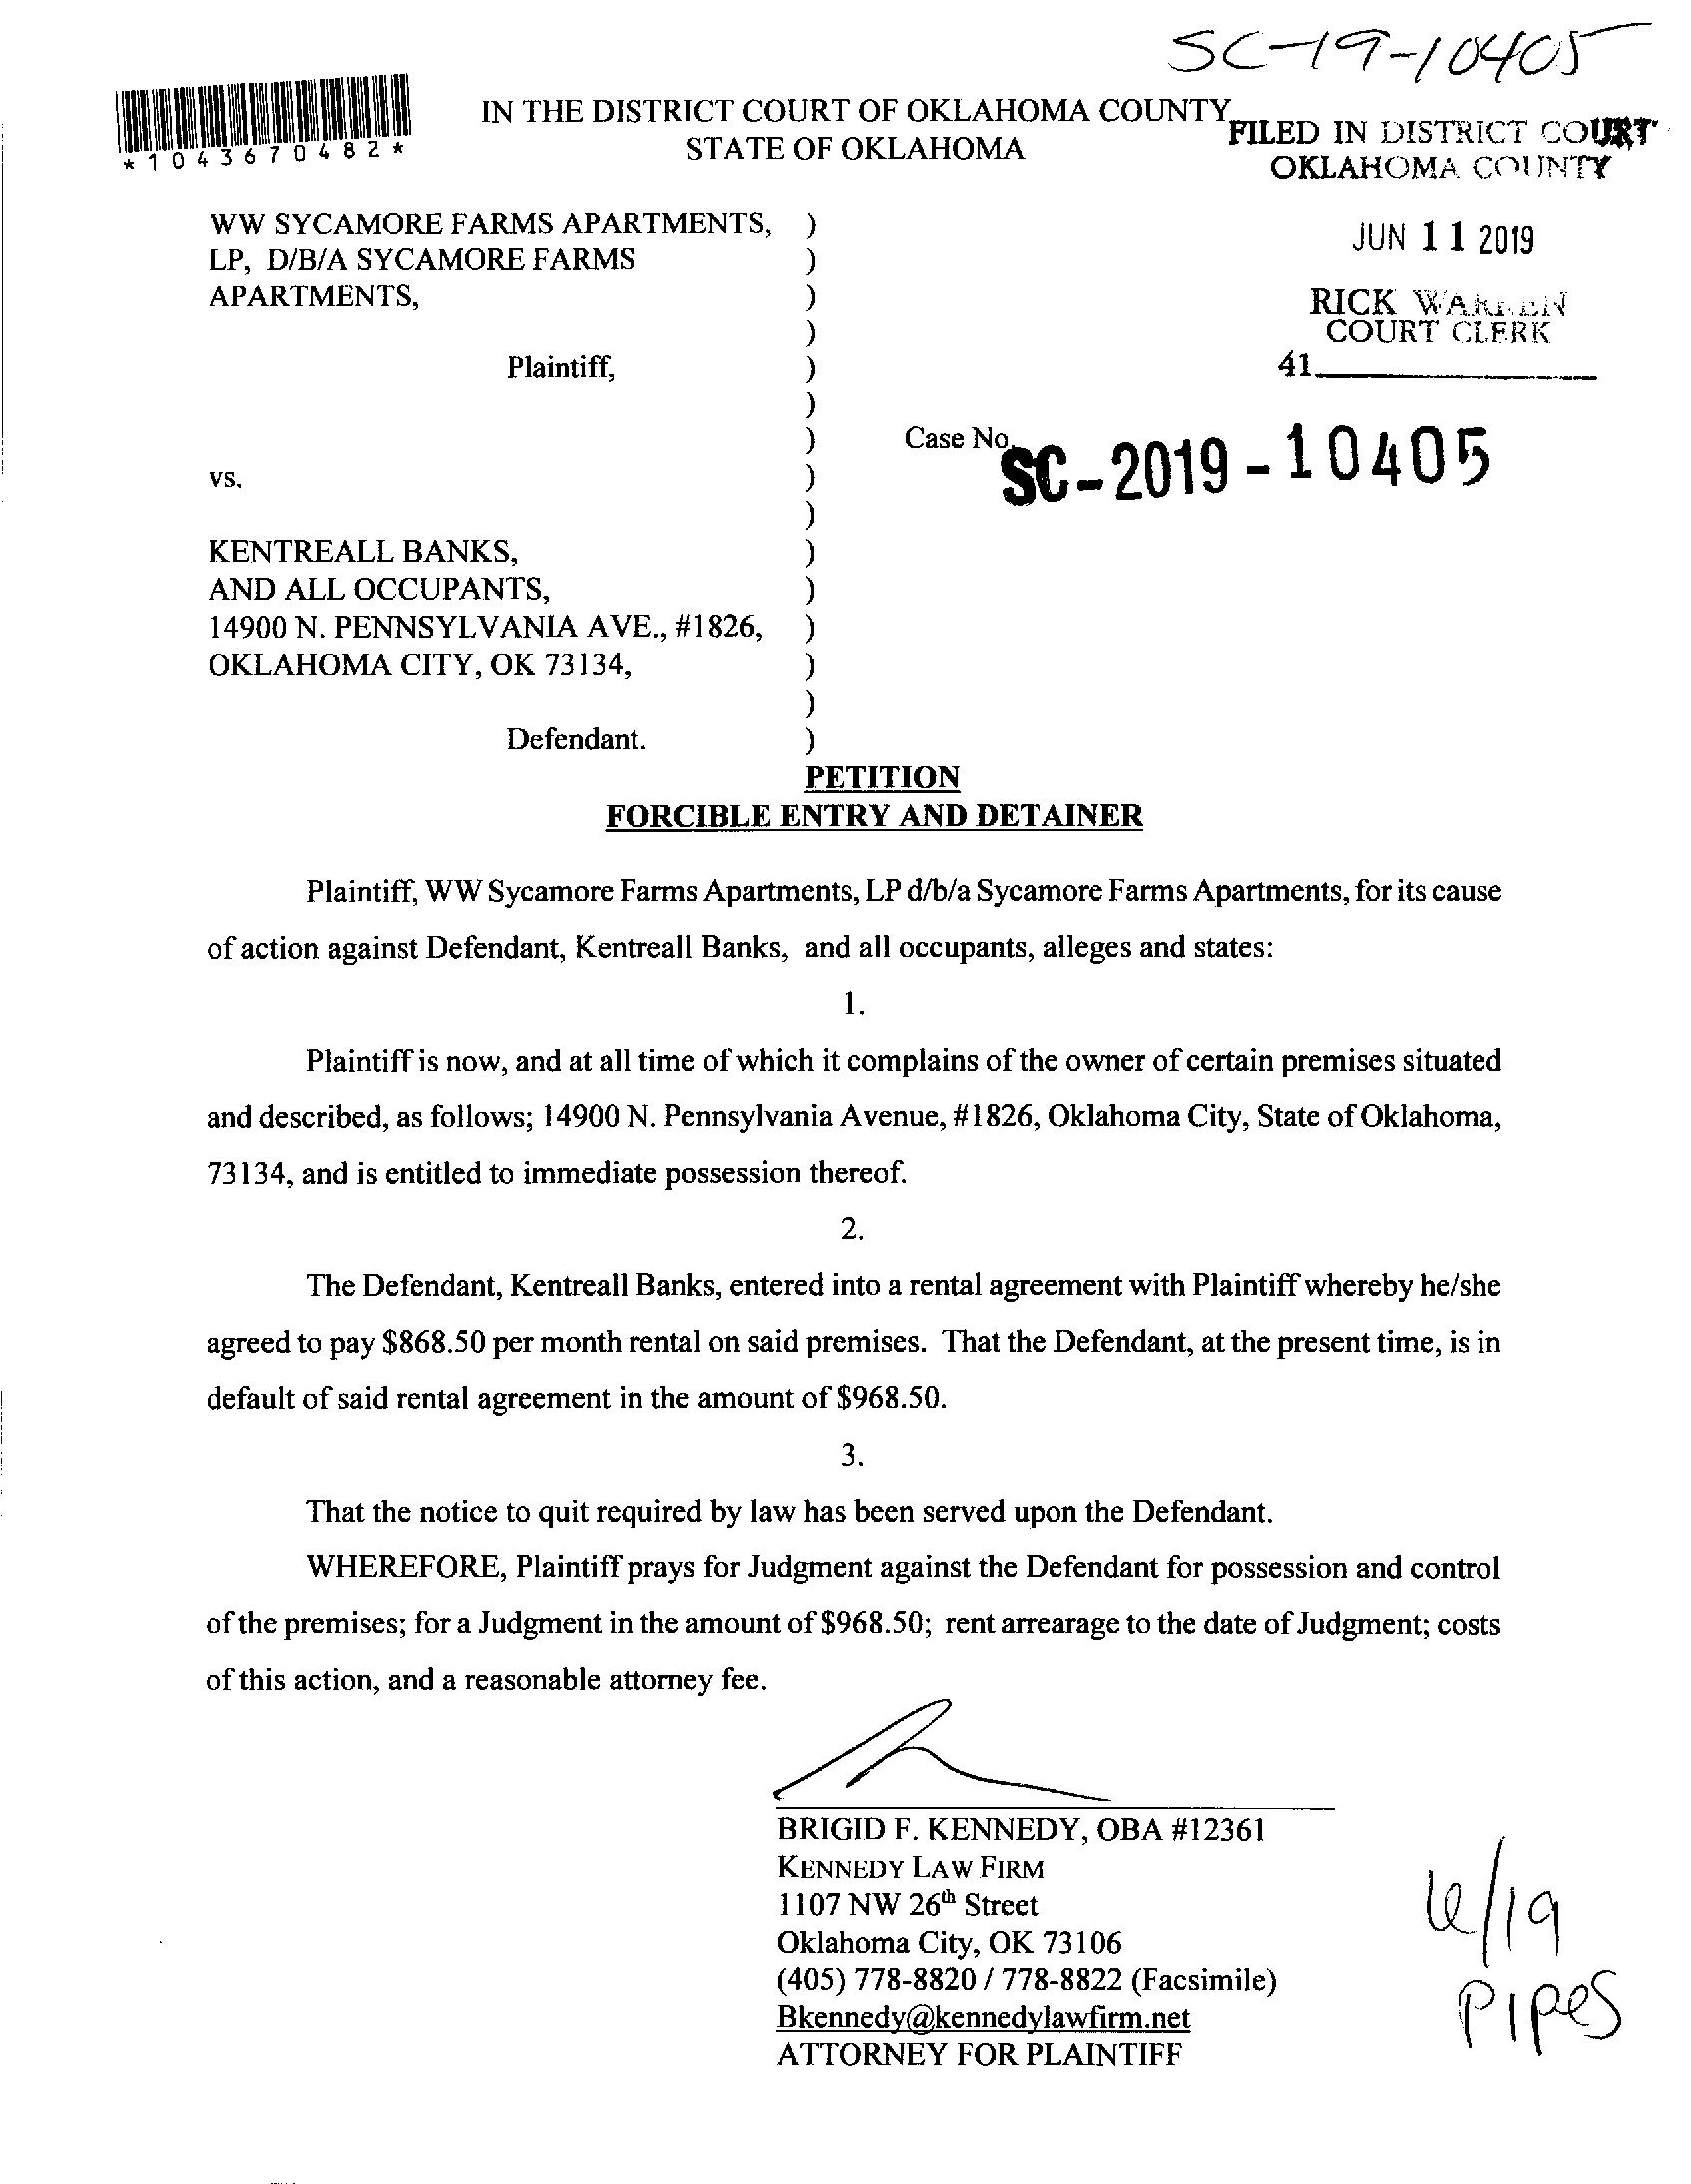 SC-19-10405
*1043670482*
IN THE DISTRICT COURT OF OKLAHOMA COUNTY
STATE OF OKLAHOMA
FILED IN DISTRICT COURT
OKLAHOMA COUNTY
JUN 11 2019
RICK WARREN
COURT CLERK
41
WW SYCAMORE FARMS APARTMENTS, )
LP, D/B/A SYCAMORE FARMS )
APARTMENTS, )
)
Plaintiff, )
)
Case No. SC-2019-10405
vs. )
)
KENTREALL BANKS, )
AND ALL OCCUPANTS, )
14900 N. PENNSYLVANIA AVE., #1826, )
OKLAHOMA CITY, OK 73134, )
)
Defendant. )
PETITION
FORCIBLE ENTRY AND DETAINER
Plaintiff, WW Sycamore Farms Apartments, LP d/b/a Sycamore Farms Apartments, for its cause
of action against Defendant, Kentreall Banks, and all occupants, alleges and states:
1.
Plaintiff is now, and at all time of which it complains of the owner of certain premises situated
and described, as follows; 14900 N. Pennsylvania Avenue, #1826, Oklahoma City, State of Oklahoma,
73134, and is entitled to immediate possession thereof.
2.
The Defendant, Kentreall Banks, entered into a rental agreement with Plaintiff whereby he/she
agreed to pay $868.50 per month rental on said premises. That the Defendant, at the present time, is in
default of said rental agreement in the amount of $968.50.
3.
That the notice to quit required by law has been served upon the Defendant.
WHEREFORE, Plaintiff prays for Judgment against the Defendant for possession and control
of the premises; for a Judgment in the amount of $968.50; rent arrearage to the date of Judgment; costs
of this action, and a reasonable attorney fee.
BRIGID F. KENNEDY, OBA #12361
KENNEDY LAW FIRM
1107 NW 26th Street
Oklahoma City, OK 73106
(405) 778-8820 / 778-8822 (Facsimile)
Bkennedy@kennedylawfirm.net
ATTORNEY FOR PLAINTIFF
6/19
PIPES